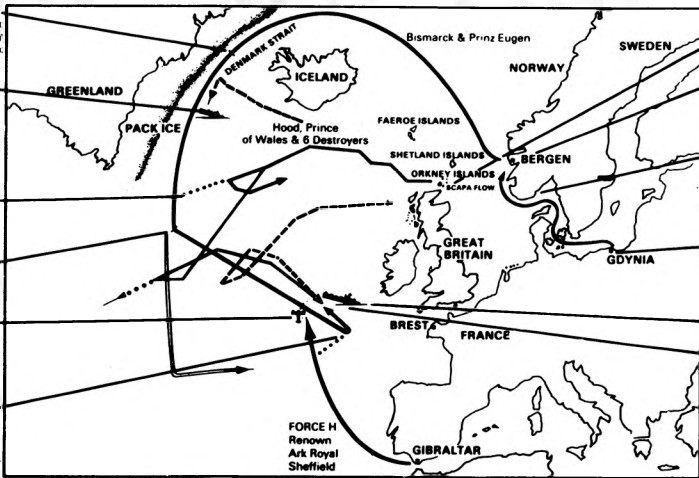 Bismarck & Prinz Eugen
SWEDEN
NORWAY
DENMARK STRAIT
ICELAND
GREENLAND
PACK ICE
FAEROE ISLANDS
Hood, Prince
of Wales & 6 Destroyers
SHETLAND ISLANDS
BERGEN
ORKNEY ISLANDS
SCAPA FLOW
GREAT
BRITAIN
GDYNIA
BREST
FRANCE
FORCE H
Renown
Ark Royal
Sheffield
GIBRALTAR